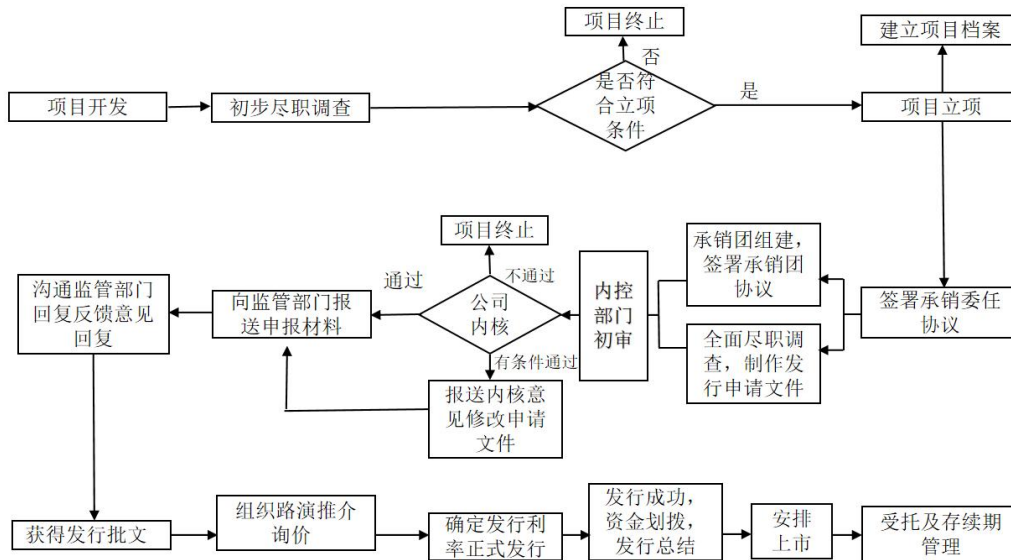 项目终止
建立项目档案
否
项目开发
初步尽职调查
是否符
合立项
条件
是
项目立项
项目终止
承销团组建，
签署承销团
协议
沟通监管部门
回复反馈意见
回复
向监管部门报
送申报材料
通过
不通过
公司
内核
内控
部门
初审
签署承销委任
协议
全面尽职调
查，制作发
行申请文件
有条件通过
报送内核意
见修改申请
文件
获得发行批文
组织路演推介
询价
确定发行利
率正式发行
发行成功，
资金划拨，
发行总结
安排
上市
受托及存续期
管理